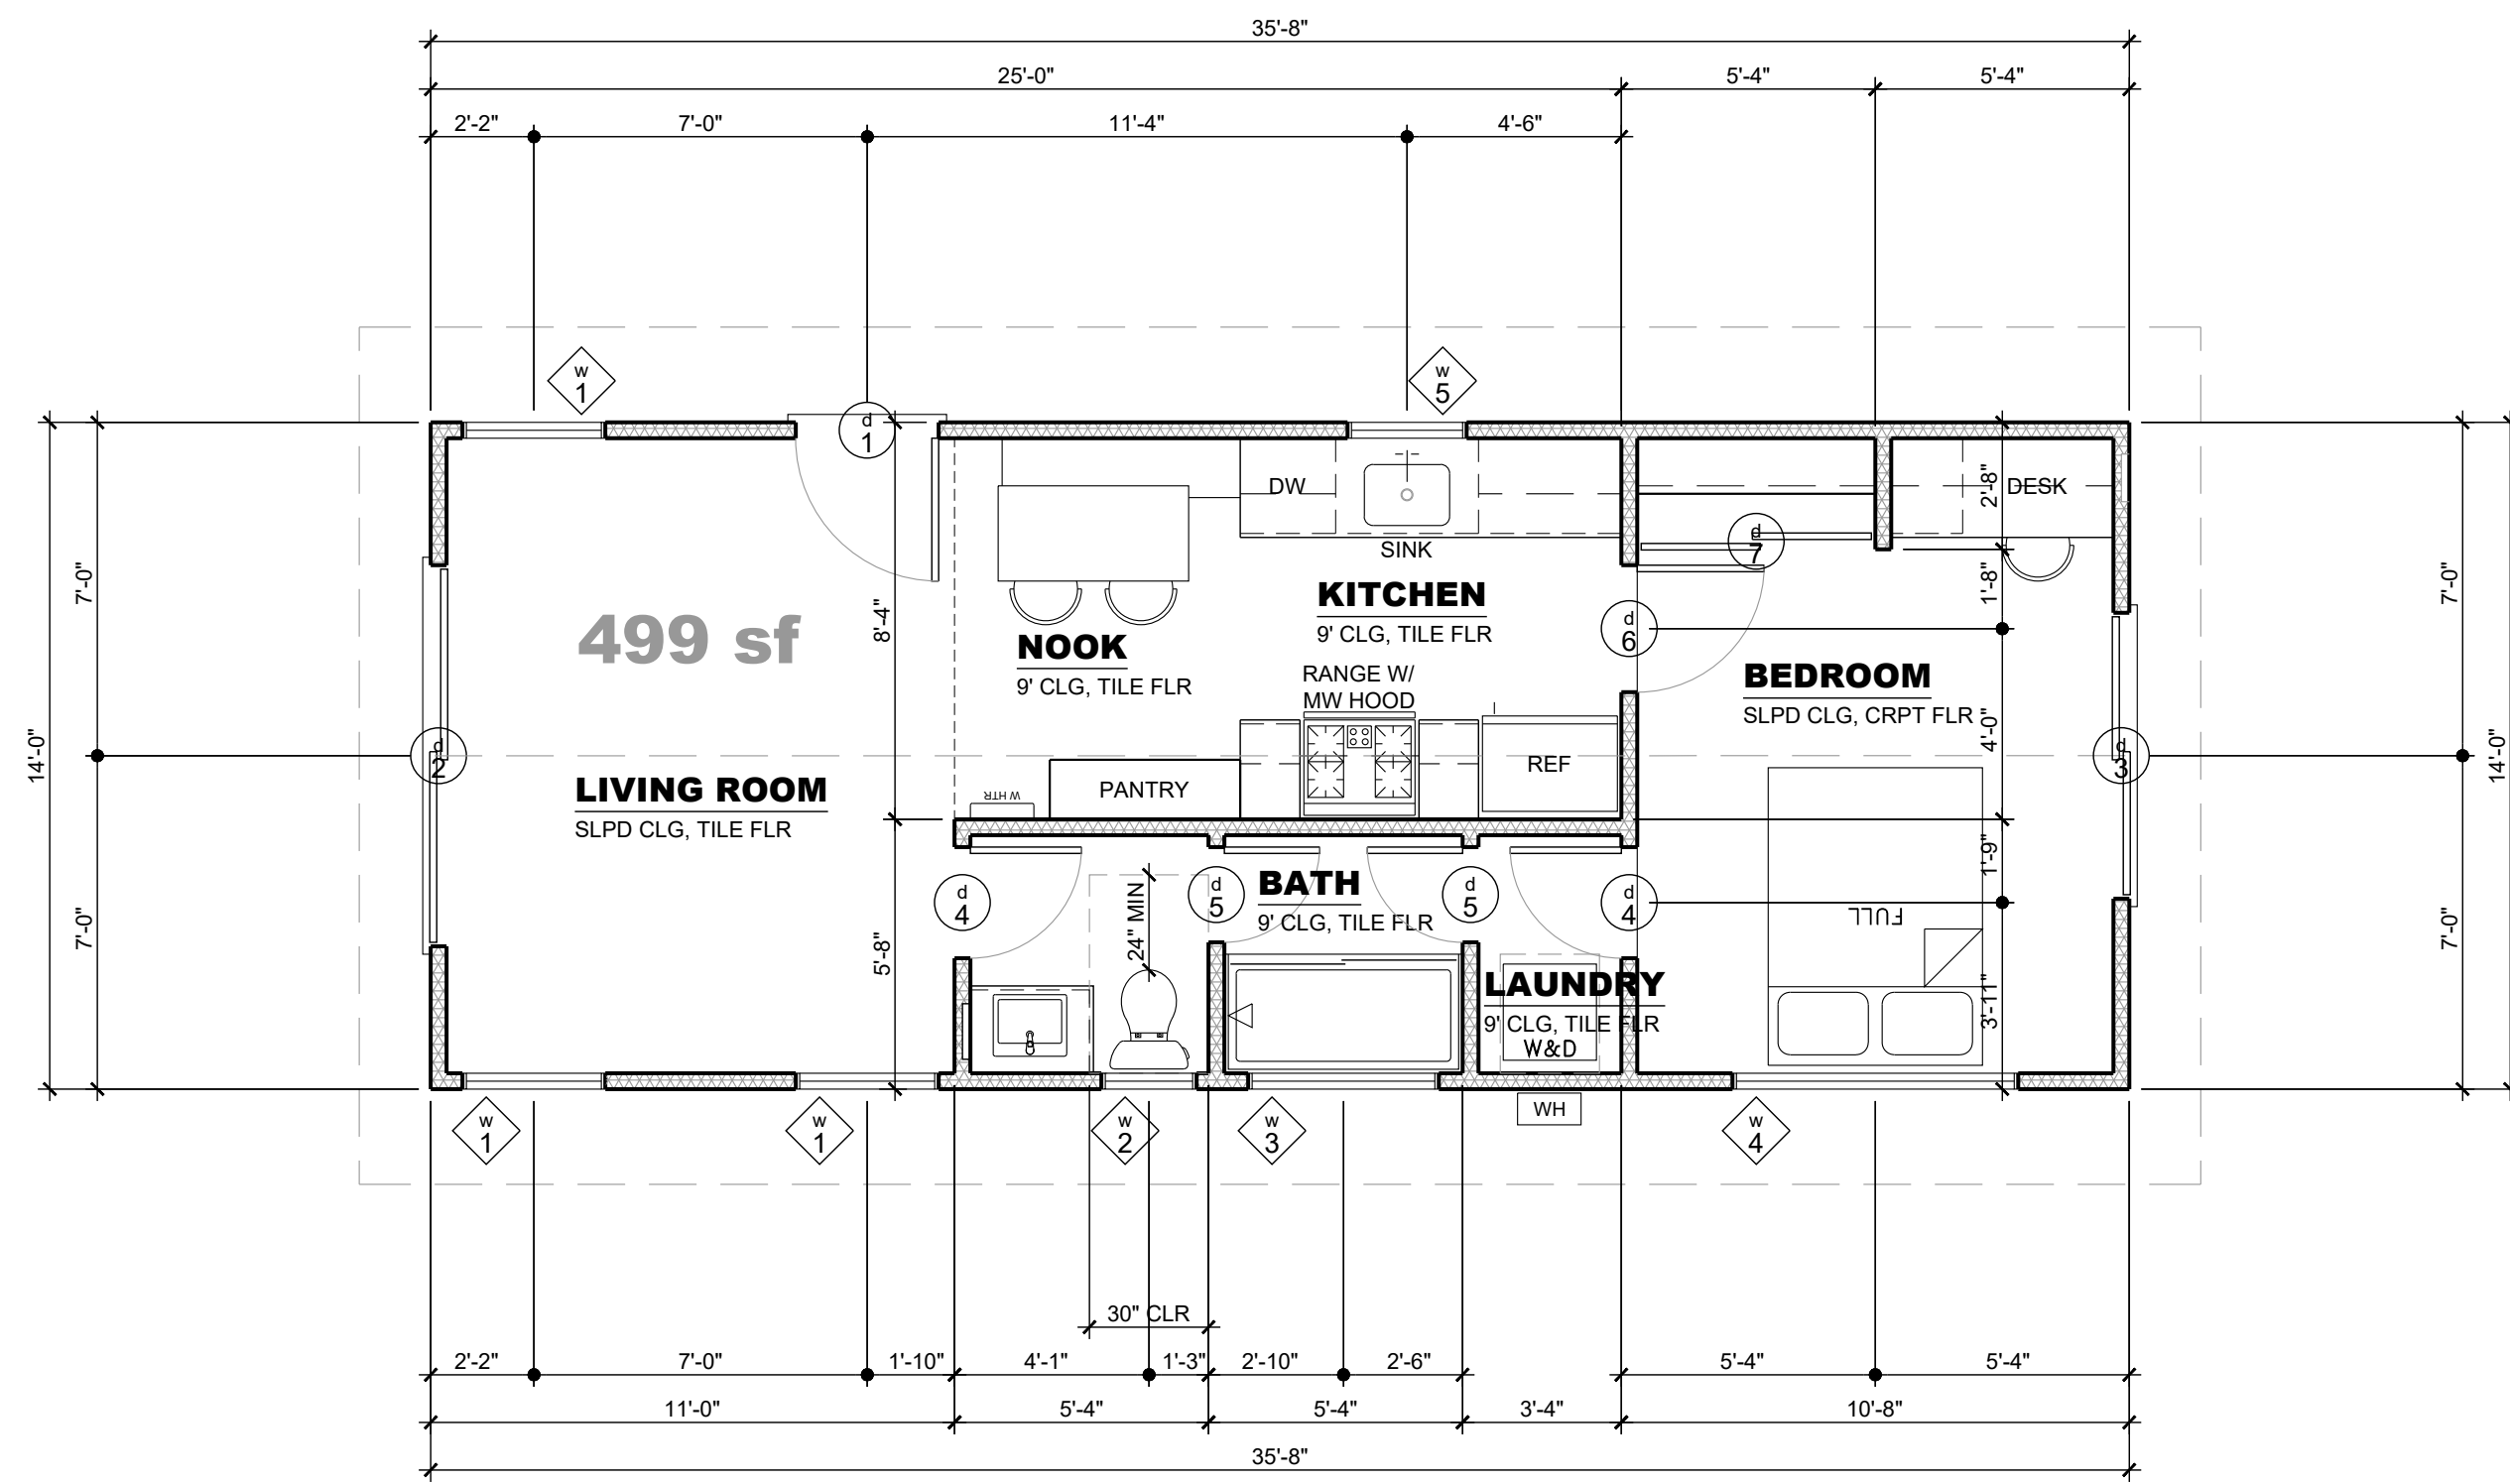 35'-8"
25'-0"
5'-4"
5'-4"
2'-2"
7'-0"
11'-4"
4'-6"
w
1
w
5
d
1
DW
SINK
2'-8"
DESK
d
7
7'-0"
1'-8"
7'-0"
499 sf
8'-4"
NOOK
9' CLG, TILE FLR
KITCHEN
9' CLG, TILE FLR
RANGE W/
MW HOOD
d
6
BEDROOM
SLPD CLG, CRPT FLR
4'-0"
14'-0"
d
2
LIVING ROOM
SLPD CLG, TILE FLR
W HTR
PANTRY
REF
d
3
14'-0"
1'-9"
d
4
24" MIN
d
5
BATH
9' CLG, TILE FLR
d
5
d
4
FULL
7'-0"
5'-8"
7'-0"
LAUNDRY
9' CLG, TILE FLR
W&D
3'-11"
w
1
w
1
w
2
w
3
WH
w
4
30" CLR
2'-2"
7'-0"
1'-10"
4'-1"
1'-3"
2'-10"
2'-6"
5'-4"
5'-4"
11'-0"
5'-4"
5'-4"
3'-4"
10'-8"
35'-8"